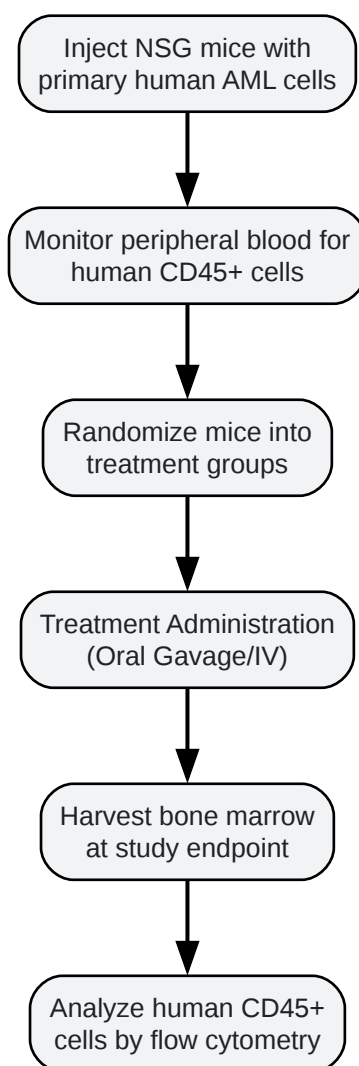 Inject NSG mice with
primary human AML cells
Monitor peripheral blood for
human CD45+ cells
Randomize mice into
treatment groups
Treatment Administration
(Oral Gavage/IV)
Harvest bone marrow
at study endpoint
Analyze human CD45+
cells by flow cytometry